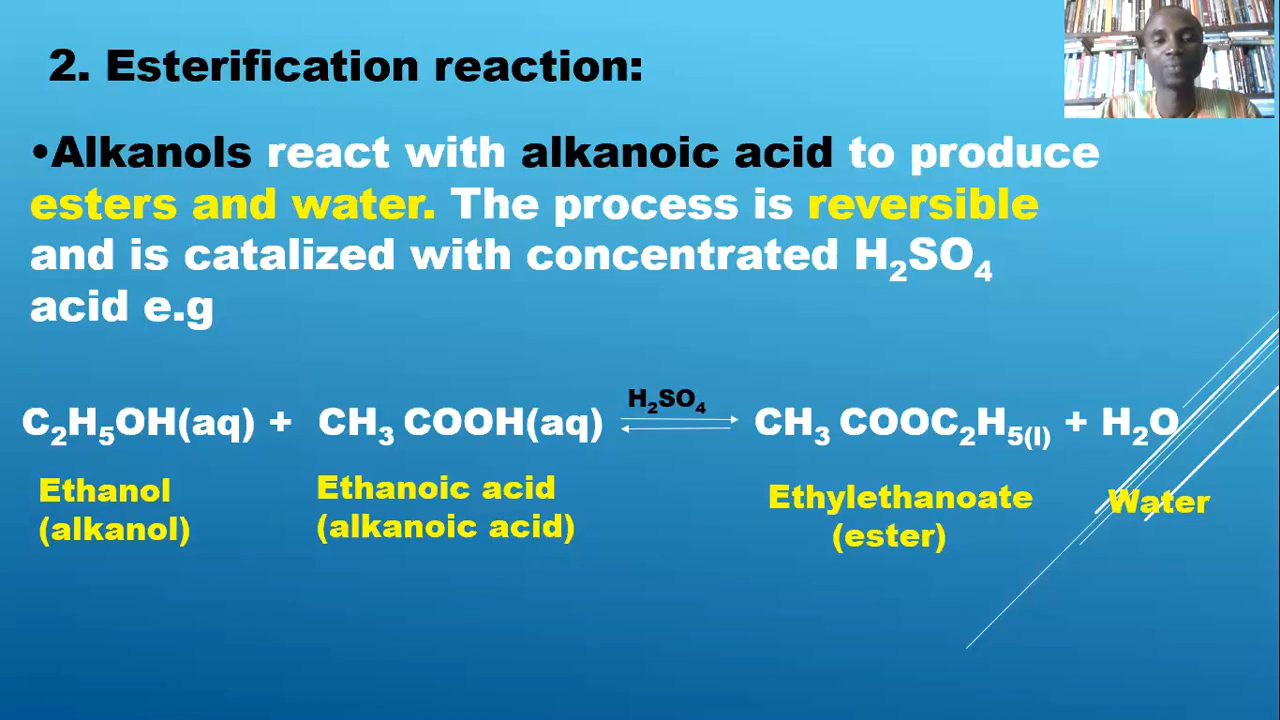 2. Esterification reaction:
•Alkanols react with alkanoic acid to produce
esters and water. The process is reversible
and is catalized with concentrated H₂SO₄
acid e.g
H₂SO₄
C₂H₅OH(aq) + CH₃ COOH(aq) ⇌ CH₃ COOC₂H₅(l) + H₂O
Ethanol Ethanoic acid Ethylethanoate Water
(alkanol) (alkanoic acid) (ester)